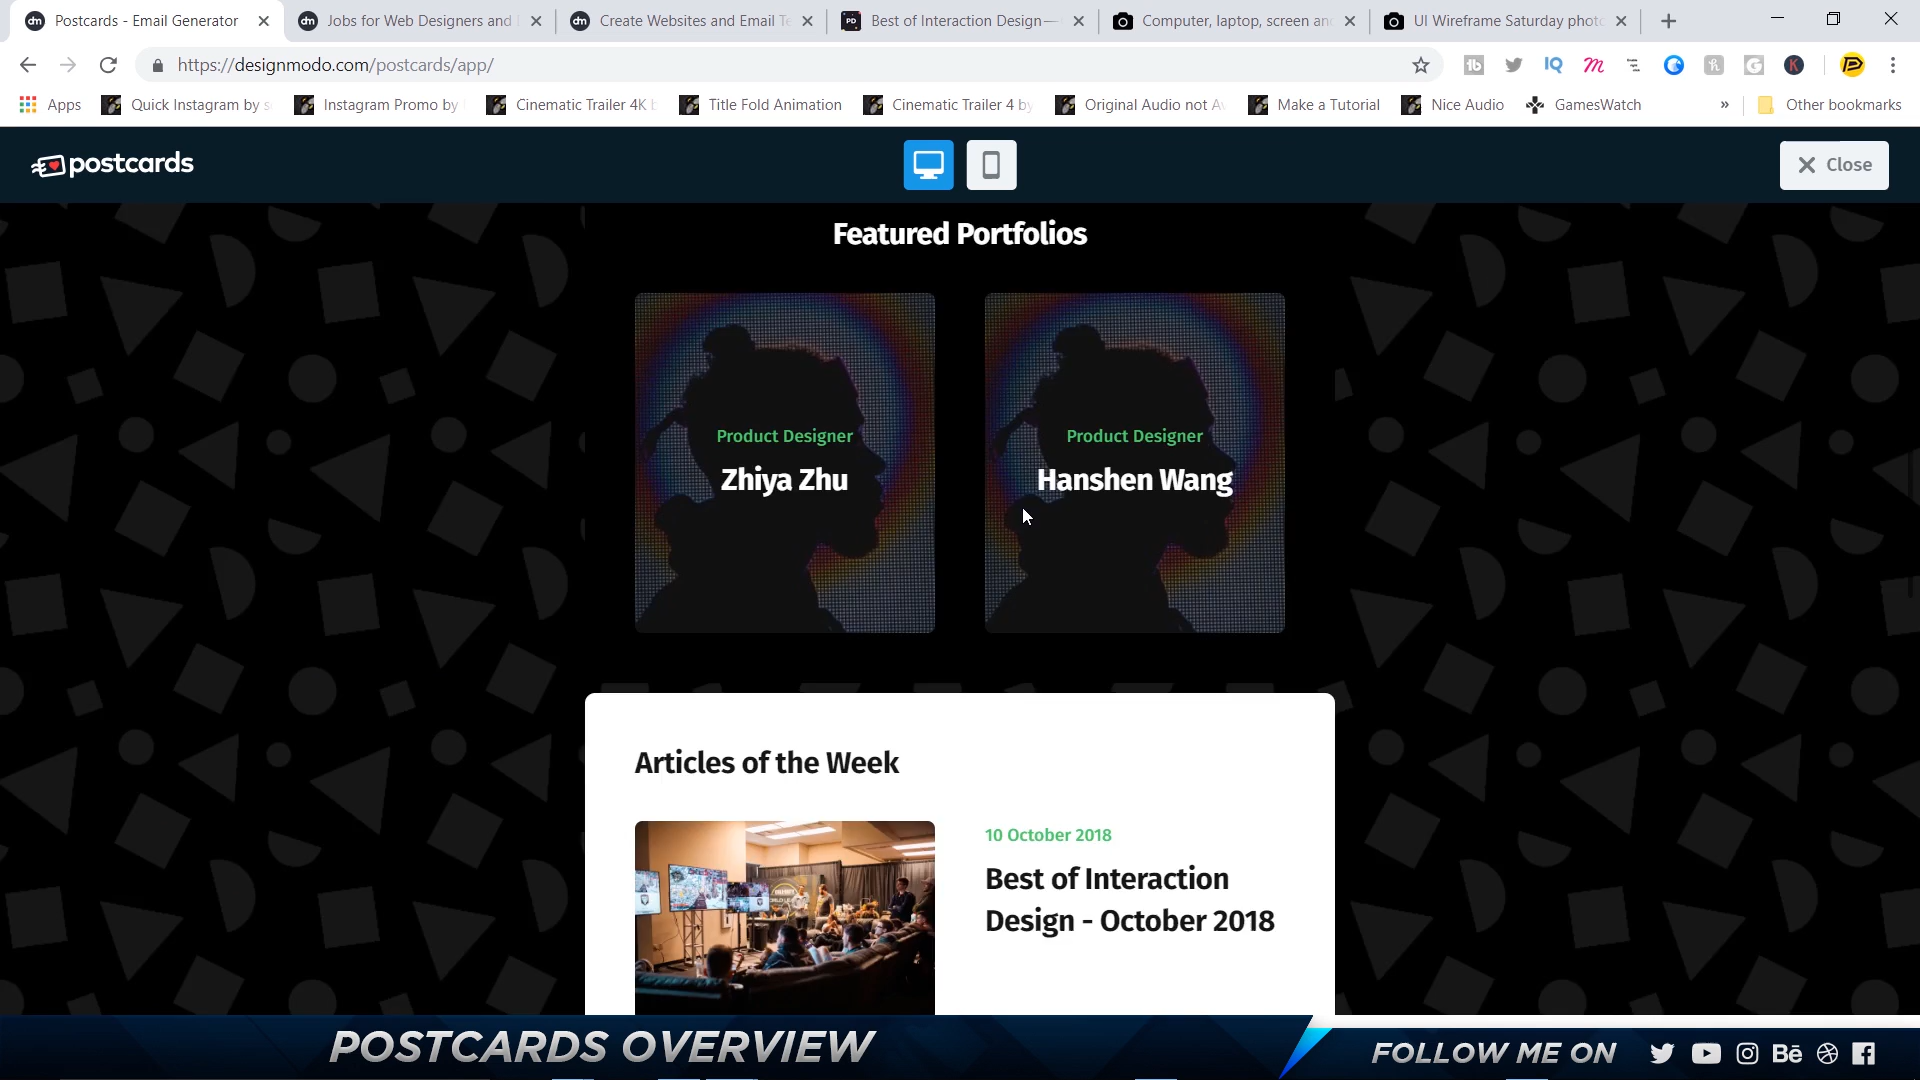 Postcards - Email Generator
Jobs for Web Designers and
Create Websites and Email Te
Best of Interaction Design—
Computer, laptop, screen and
UI Wireframe Saturday photo
https://designmodo.com/postcards/app/
Apps
Quick Instagram by s
Instagram Promo by
Cinematic Trailer 4K b
Title Fold Animation
Cinematic Trailer 4 by
Original Audio not Av
Make a Tutorial
Nice Audio
GamesWatch
»
Other bookmarks
postcards
Close
Featured Portfolios
Product Designer
Zhiya Zhu
Product Designer
Hanshen Wang
Articles of the Week
10 October 2018
Best of Interaction
Design - October 2018
POSTCARDS OVERVIEW
FOLLOW ME ON